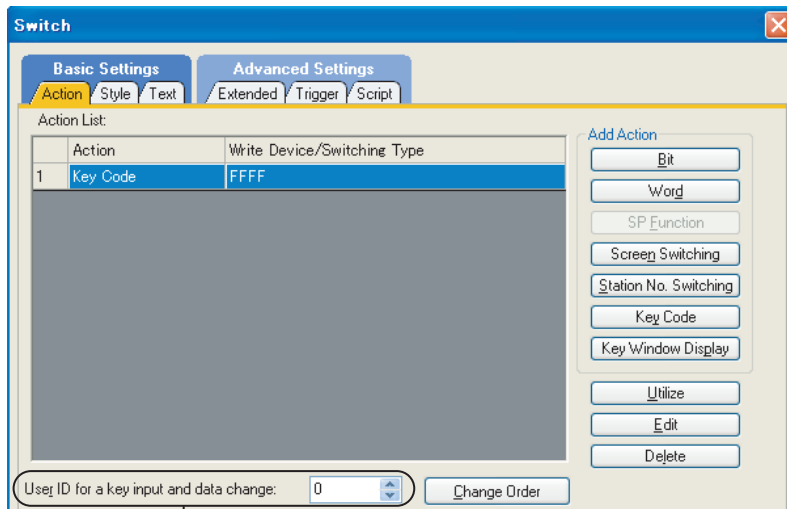 Switch
Basic Settings
Advanced Settings
Action
Style
Text
Extended
Trigger
Script
Action List:
Action
Write Device/Switching Type
1
Key Code
FFFF
Add Action
Bit
Word
SP Function
Screen Switching
Station No. Switching
Key Code
Key Window Display
Utilize
Edit
Delete
User ID for a key input and data change:
0
Change Order